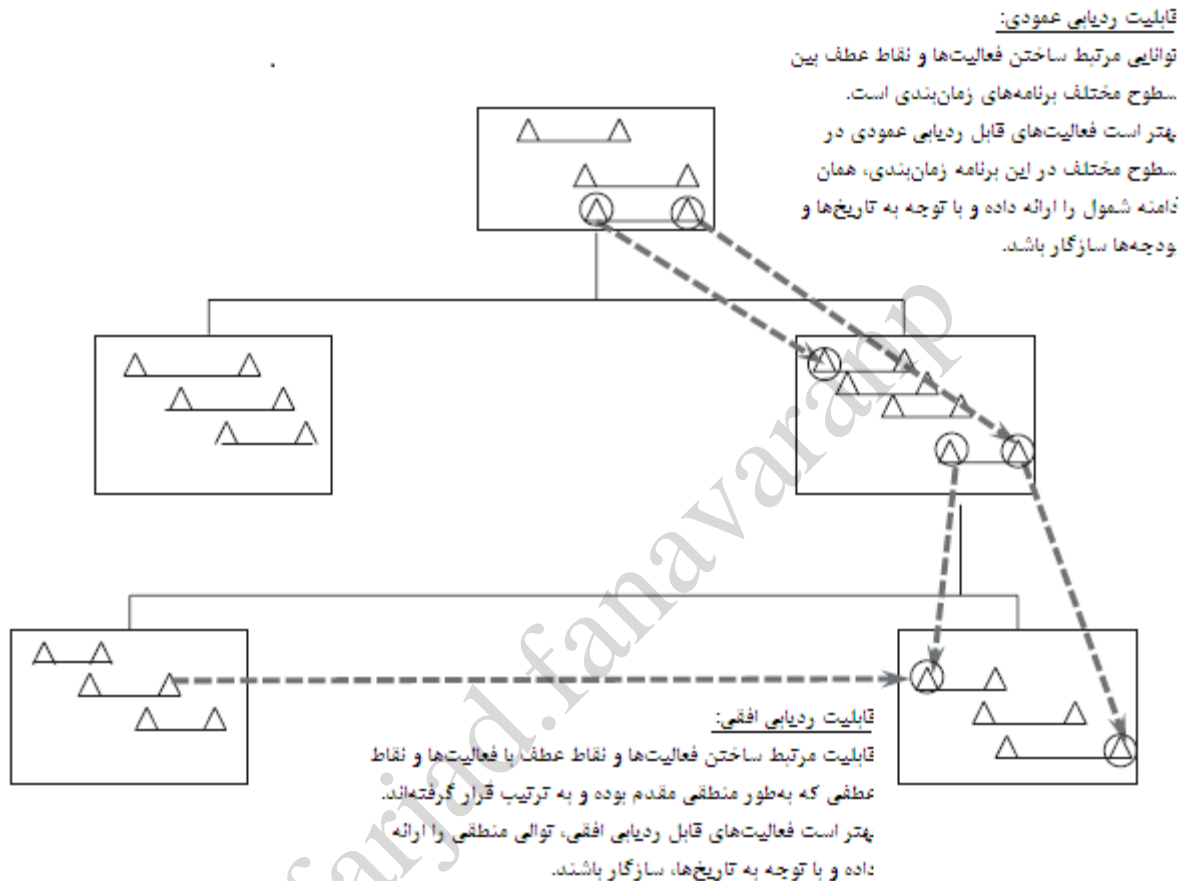 قابلیت ردیابی عمودی:
توانایی مرتبط ساختن فعالیت‌ها و نقاط عطف بین
سطوح مختلف برنامه‌های زمان‌بندی است.
بهتر است فعالیت‌های قابل ردیابی عمودی در
سطوح مختلف در این برنامه زمان‌بندی، همان
دامنه شمول را ارائه داده و با توجه به تاریخ‌ها و
بودجه‌ها سازگار باشد.
قابلیت ردیابی افقی:
قابلیت مرتبط ساختن فعالیت‌ها و نقاط عطف با فعالیت‌ها و نقاط
عطفی که به‌طور منطقی مقدم بوده و به ترتیب قرار گرفته‌اند.
بهتر است فعالیت‌های قابل ردیابی افقی، توالی منطقی را ارائه
داده و با توجه به تاریخ‌ها، سازگار باشند.
farjad.fanavaranp